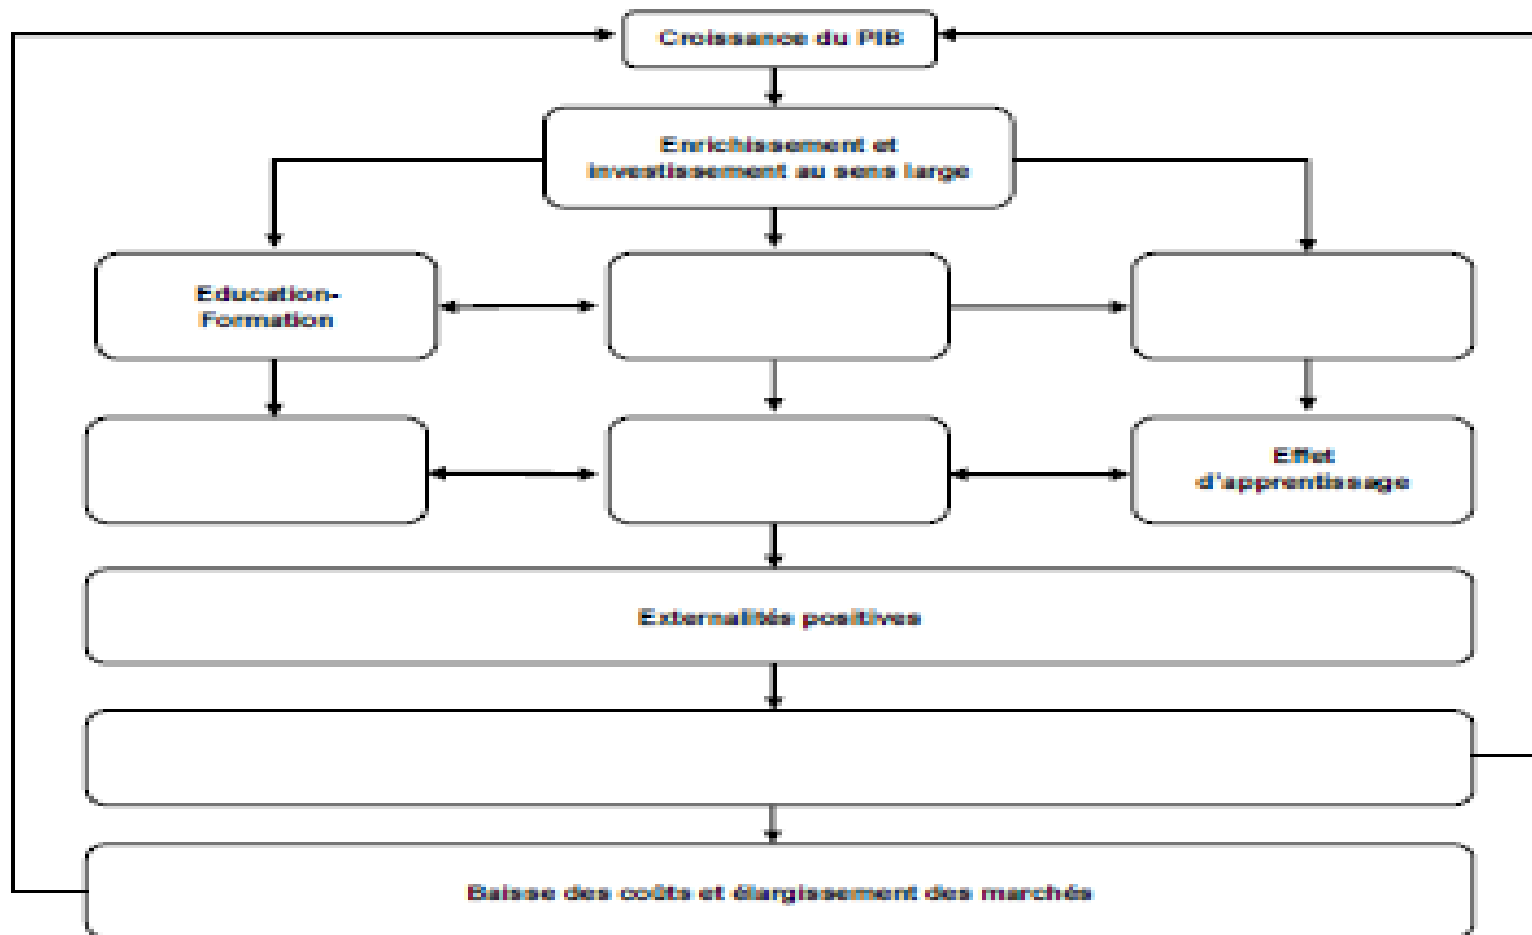 Croissance du PIB
Enrichissement et
investissement au sens large
Education-
Formation
Effet
d'apprentissage
Externalités positives
Baisse des coûts et élargissement des marchés